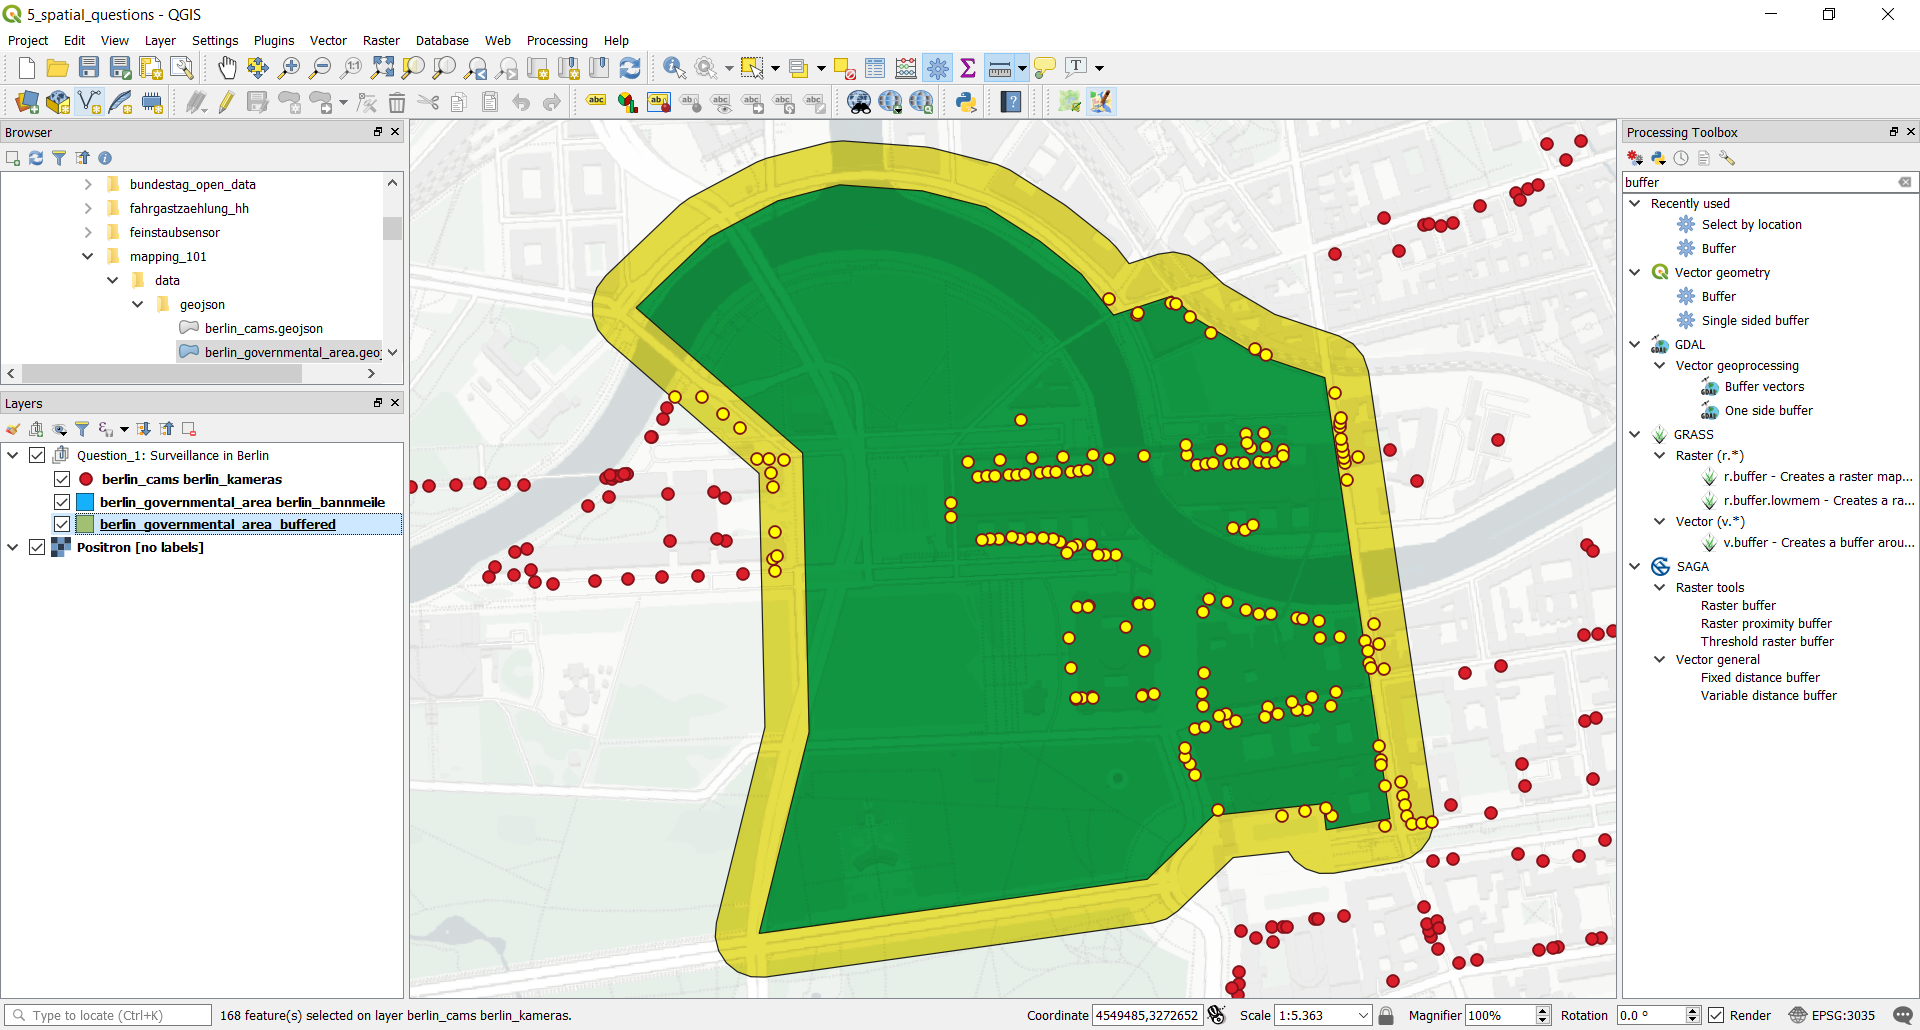 5_spatial_questions - QGIS
Project Edit View Layer Settings Plugins Vector Raster Database Web Processing Help
Browser
bundestag_open_data
fahrgastzaehlung_hh
feinstaubsensor
mapping_101
data
geojson
berlin_cams.geojson
berlin_governmental_area.geoj
Layers
Question_1: Surveillance in Berlin
berlin_cams berlin_kameras
berlin_governmental_area berlin_bannmeile
berlin_governmental_area_buffered
Positron [no labels]
Processing Toolbox
buffer
Recently used
Select by location
Buffer
Vector geometry
Buffer
Single sided buffer
GDAL
Vector geoprocessing
Buffer vectors
One side buffer
GRASS
Raster (r.*)
r.buffer - Creates a raster map...
r.buffer.lowmem - Creates a ra...
Vector (v.*)
v.buffer - Creates a buffer arou...
SAGA
Raster tools
Raster buffer
Raster proximity buffer
Threshold raster buffer
Vector general
Fixed distance buffer
Variable distance buffer
Type to locate (Ctrl+K) 168 feature(s) selected on layer berlin_cams berlin_kameras. Coordinate 4549485,3272652 Scale 1:5.363 Magnifier 100% Rotation 0.0 ° Render EPSG:3035